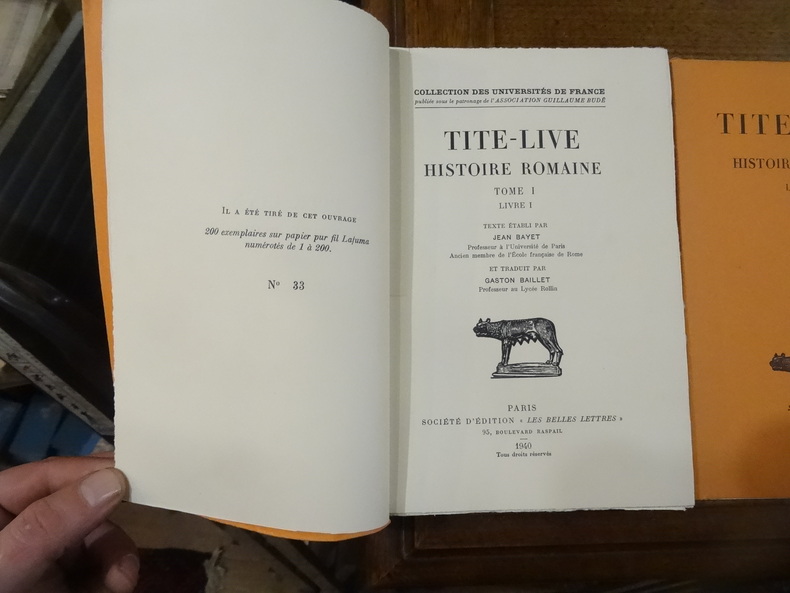 IL A ÉTÉ TIRÉ DE CET OUVRAGE
200 exemplaires sur papier pur fil Lafuma
numérotés de 1 à 200.
Nº 33
COLLECTION DES UNIVERSITÉS DE FRANCE
publiée sous le patronage de l'ASSOCIATION GUILLAUME BUDÉ
TITE-LIVE
HISTOIRE ROMAINE
TOME I
LIVRE I
TEXTE ÉTABLI PAR
JEAN BAYET
Professeur à l'Université de Paris
Ancien membre de l'École française de Rome
ET TRADUIT PAR
GASTON BAILLET
Professeur au Lycée Rollin
PARIS
SOCIÉTÉ D'ÉDITION « LES BELLES LETTRES »
95, BOULEVARD RASPAIL
1940
Tous droits réservés
TITE
HISTOIR